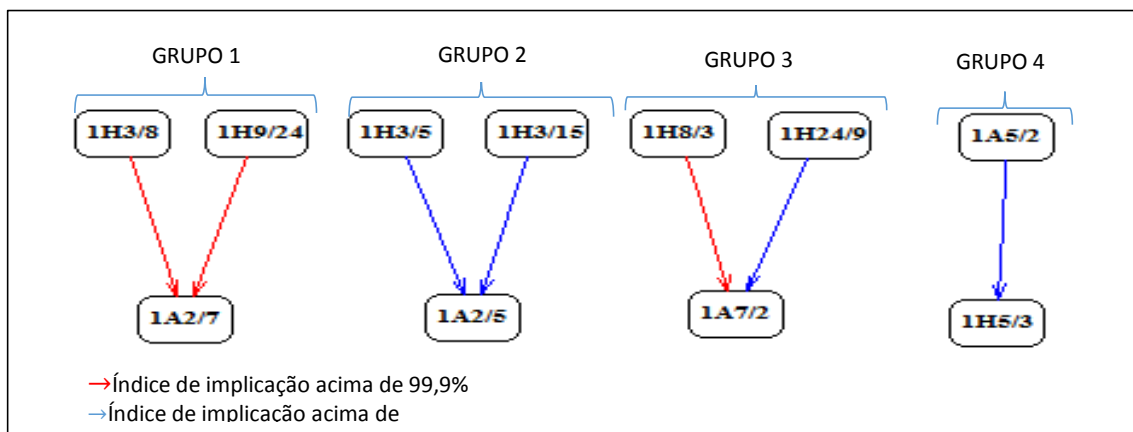 GRUPO 1 GRUPO 2 GRUPO 3 GRUPO 4
1H3/8 1H9/24 1H3/5 1H3/15 1H8/3 1H24/9 1A5/2
1A2/7 1A2/5 1A7/2 1H5/3
→Índice de implicação acima de 99,9%
→Índice de implicação acima de